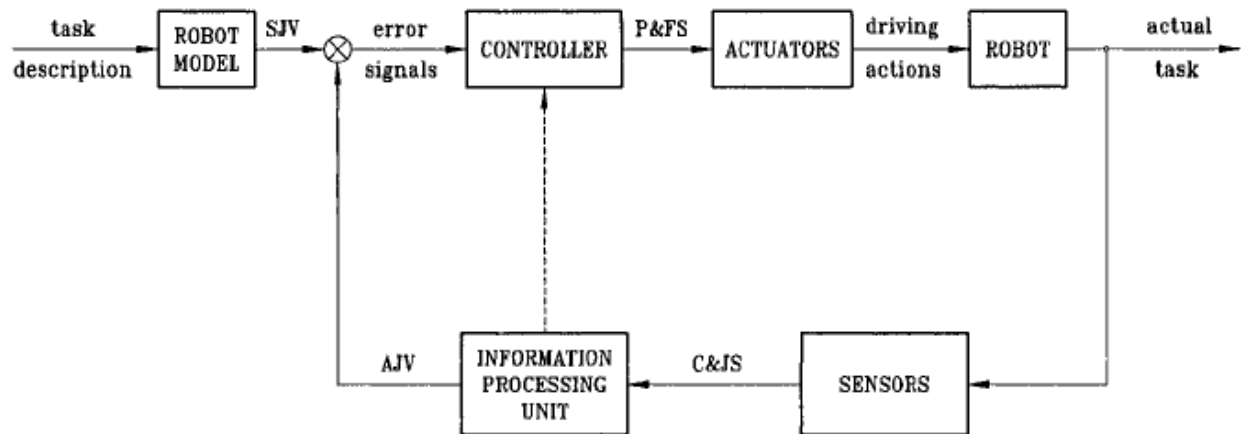 task
description
ROBOT
MODEL
SJV
error
signals
CONTROLLER
P&FS
ACTUATORS
driving
actions
ROBOT
actual
task
AJV
INFORMATION
PROCESSING
UNIT
C&JS
SENSORS